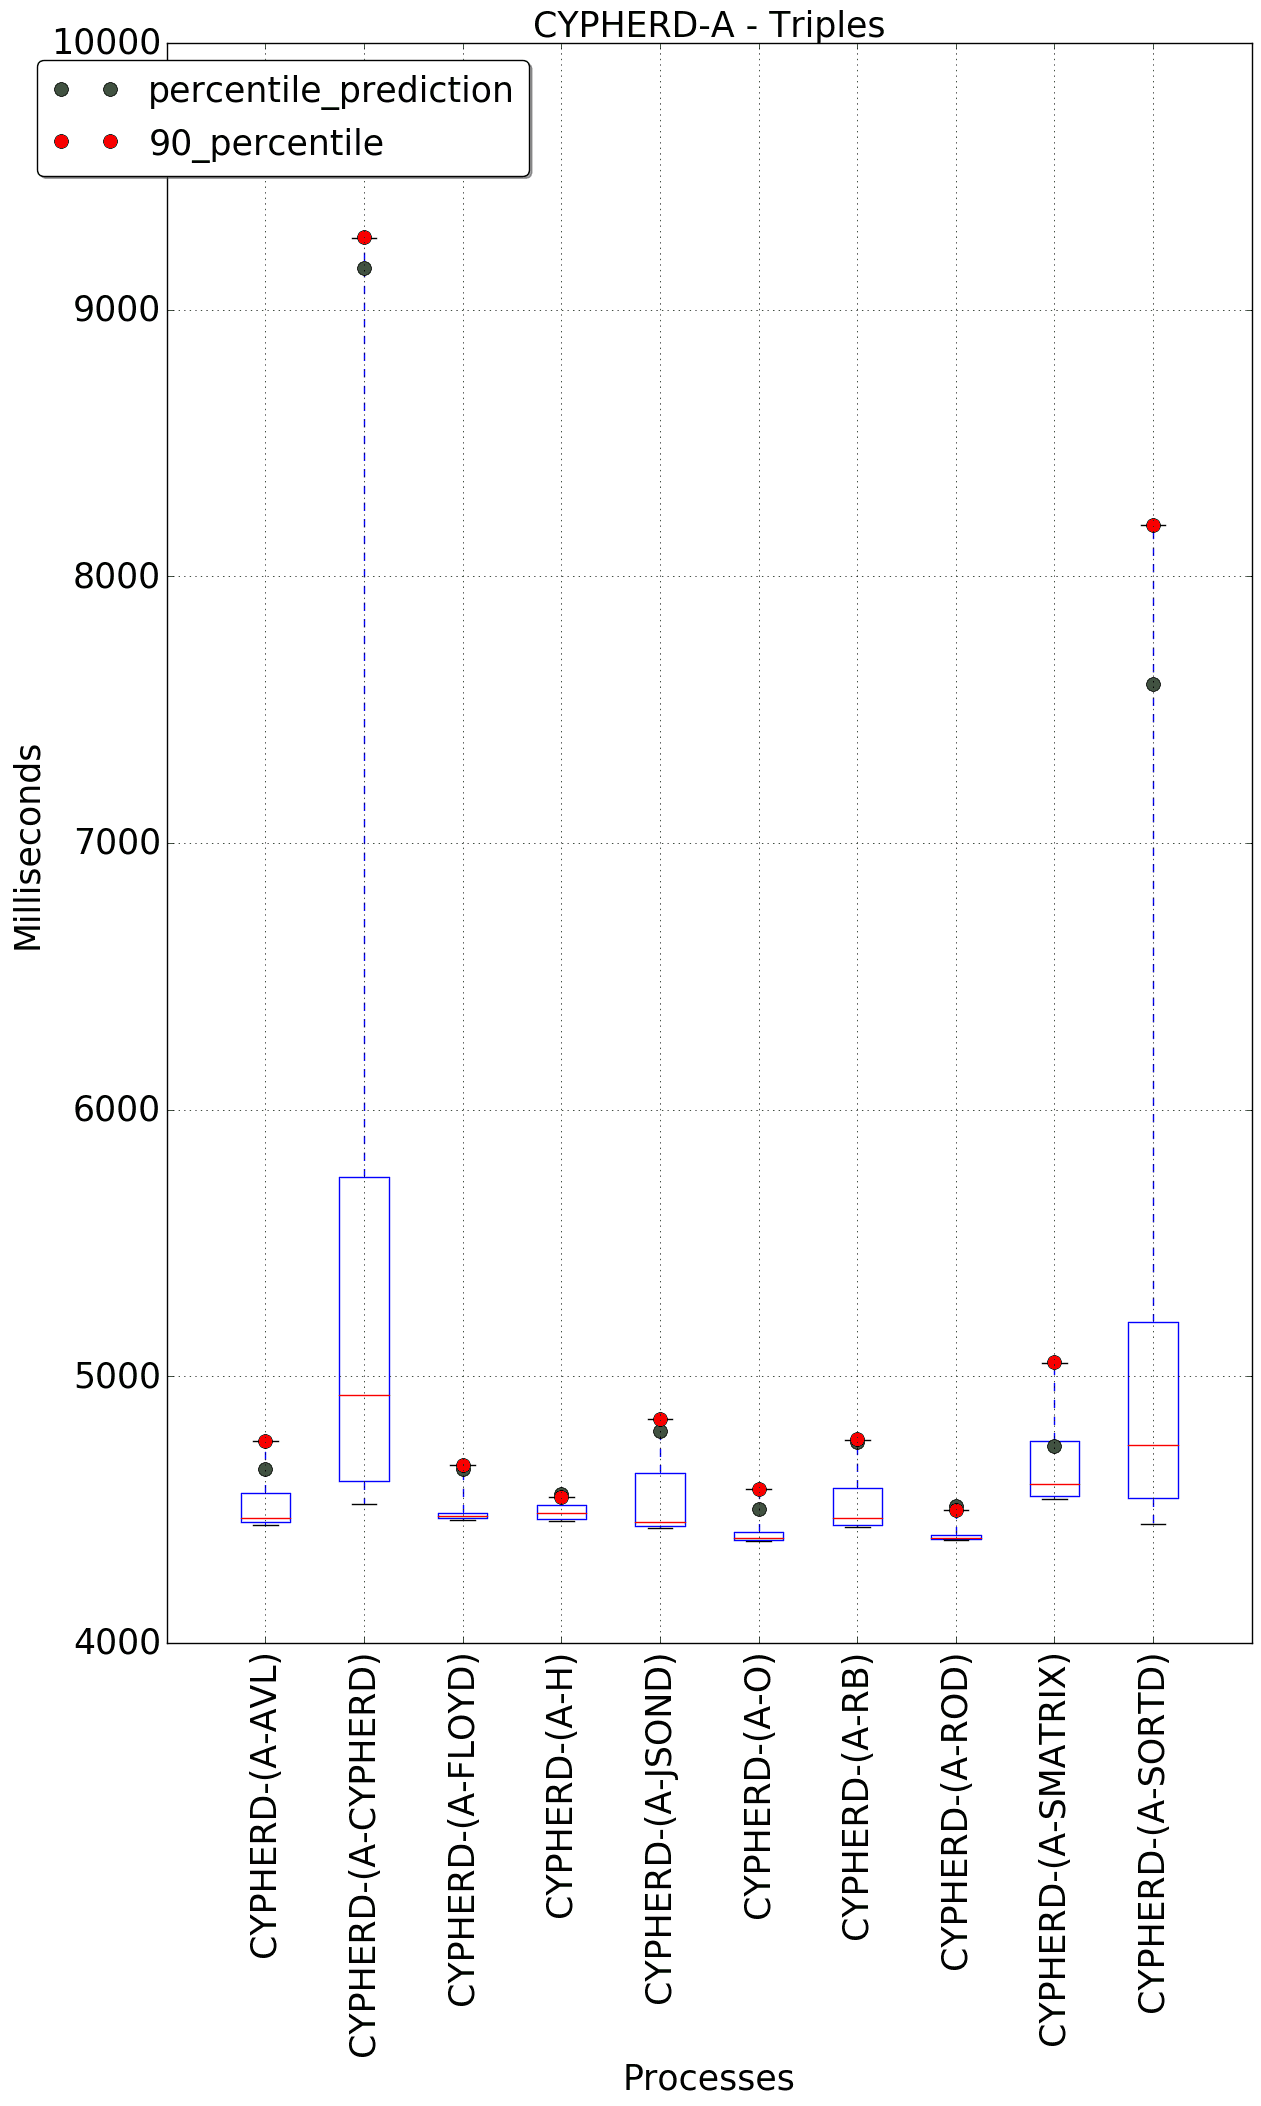 CYPHERD-A - Triples
percentile_prediction
90_percentile
10000
9000
8000
7000
6000
5000
4000
Milliseconds
CYPHERD-(A-AVL)
CYPHERD-(A-CYPHERD)
CYPHERD-(A-FLOYD)
CYPHERD-(A-H)
CYPHERD-(A-JSOND)
CYPHERD-(A-O)
CYPHERD-(A-RB)
CYPHERD-(A-ROD)
CYPHERD-(A-SMATRIX)
CYPHERD-(A-SORTD)
Processes